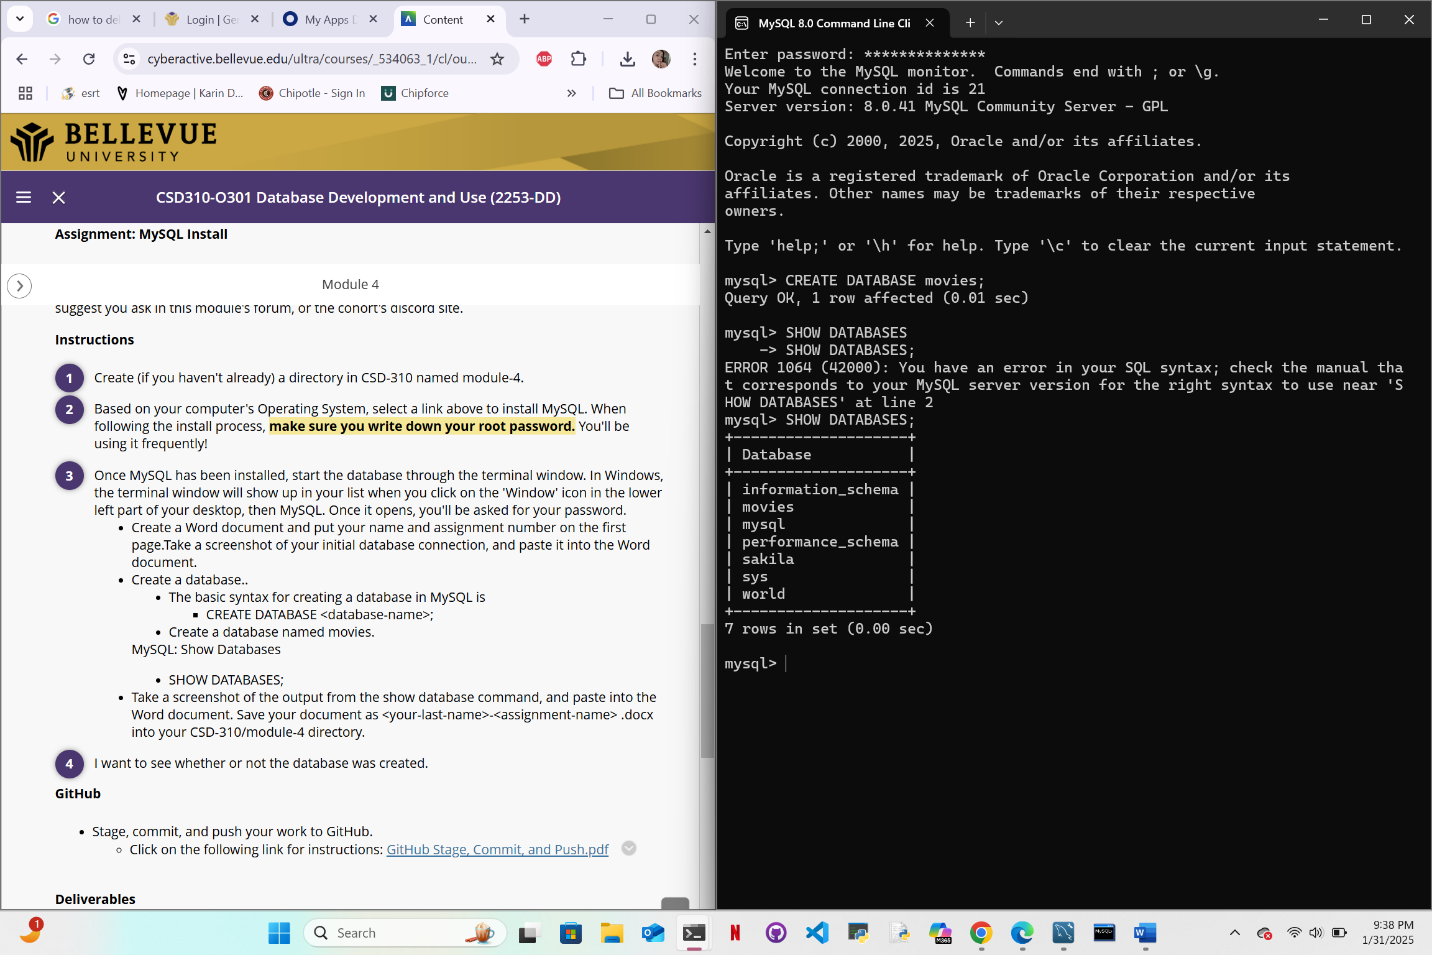 how to del
Login | Ge
My Apps D
Content
cyberactive.bellevue.edu/ultra/courses/_534063_1/cl/ou...
ABP
esrt
Homepage | Karin D...
Chipotle - Sign In
Chipforce
»
All Bookmarks
BELLEVUE
UNIVERSITY
CSD310-O301 Database Development and Use (2253-DD)
Assignment: MySQL Install
Module 4
suggest you ask in this module's forum, or the cohort's discord site.
Instructions
1 Create (if you haven't already) a directory in CSD-310 named module-4.
2 Based on your computer's Operating System, select a link above to install MySQL. When
following the install process, make sure you write down your root password. You'll be
using it frequently!
3 Once MySQL has been installed, start the database through the terminal window. In Windows,
the terminal window will show up in your list when you click on the 'Window' icon in the lower
left part of your desktop, then MySQL. Once it opens, you'll be asked for your password.
• Create a Word document and put your name and assignment number on the first
page.Take a screenshot of your initial database connection, and paste it into the Word
document.
• Create a database..
• The basic syntax for creating a database in MySQL is
▪ CREATE DATABASE <database-name>;
• Create a database named movies.
MySQL: Show Databases
• SHOW DATABASES;
• Take a screenshot of the output from the show database command, and paste into the
Word document. Save your document as <your-last-name>-<assignment-name> .docx
into your CSD-310/module-4 directory.
4 I want to see whether or not the database was created.
GitHub
• Stage, commit, and push your work to GitHub.
◦ Click on the following link for instructions: GitHub Stage, Commit, and Push.pdf
Deliverables
MySQL 8.0 Command Line Cli
Enter password: **************
Welcome to the MySQL monitor.  Commands end with ; or \g.
Your MySQL connection id is 21
Server version: 8.0.41 MySQL Community Server - GPL
Copyright (c) 2000, 2025, Oracle and/or its affiliates.
Oracle is a registered trademark of Oracle Corporation and/or its
affiliates. Other names may be trademarks of their respective
owners.
Type 'help;' or '\h' for help. Type '\c' to clear the current input statement.
mysql> CREATE DATABASE movies;
Query OK, 1 row affected (0.01 sec)
mysql> SHOW DATABASES
    -> SHOW DATABASES;
ERROR 1064 (42000): You have an error in your SQL syntax; check the manual tha
t corresponds to your MySQL server version for the right syntax to use near 'S
HOW DATABASES' at line 2
mysql> SHOW DATABASES;
+--------------------+
| Database           |
+--------------------+
| information_schema |
| movies             |
| mysql              |
| performance_schema |
| sakila             |
| sys                |
| world              |
+--------------------+
7 rows in set (0.00 sec)
mysql>
1
Search
N
M365
9:38 PM
1/31/2025